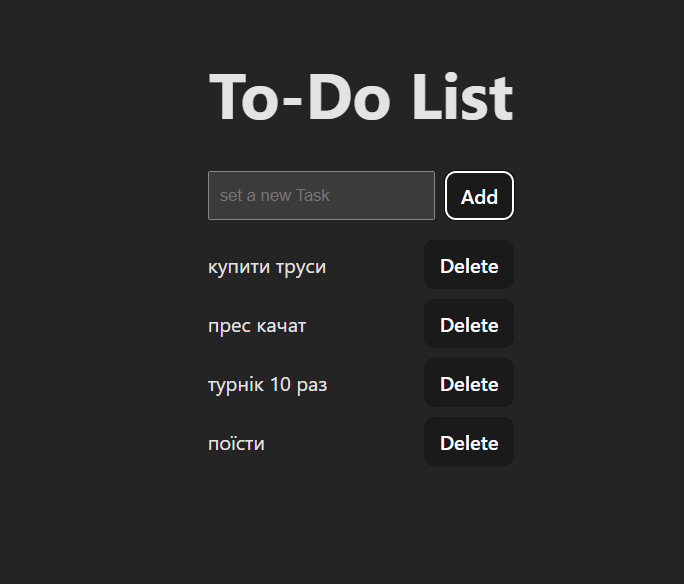 To-Do List
set a new Task Add
купити труси Delete
прес качат Delete
турнік 10 раз Delete
поїсти Delete